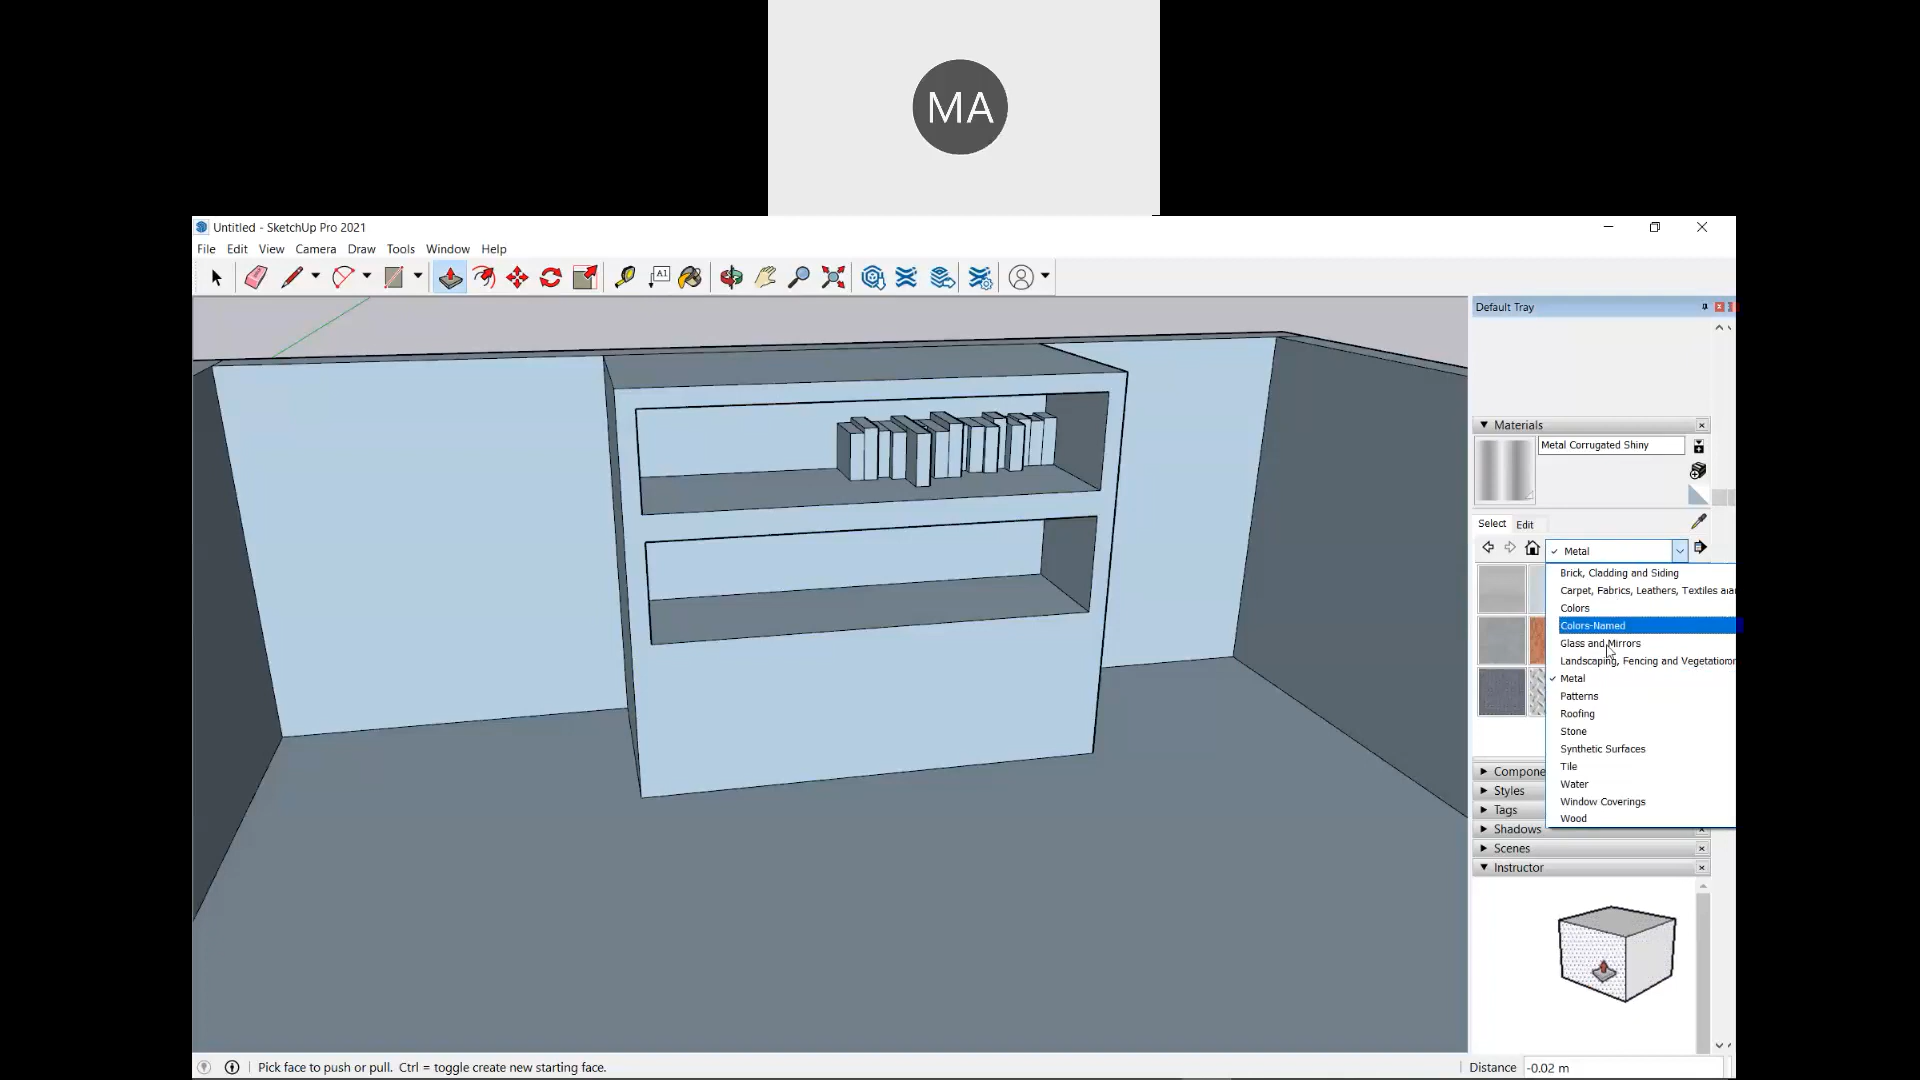 MA
Untitled - SketchUp Pro 2021
File Edit View Camera Draw Tools Window Help
A1
Default Tray
Materials
Metal Corrugated Shiny
Select Edit
Metal
Brick, Cladding and Siding
Carpet, Fabrics, Leathers, Textiles
Colors
Colors-Named
Glass and Mirrors
Landscaping, Fencing and Vegetation
Metal
Patterns
Roofing
Stone
Synthetic Surfaces
Tile
Water
Window Coverings
Wood
Compone
Styles
Tags
Shadows
Scenes
Instructor
Pick face to push or pull. Ctrl = toggle create new starting face.
Distance -0.02 m